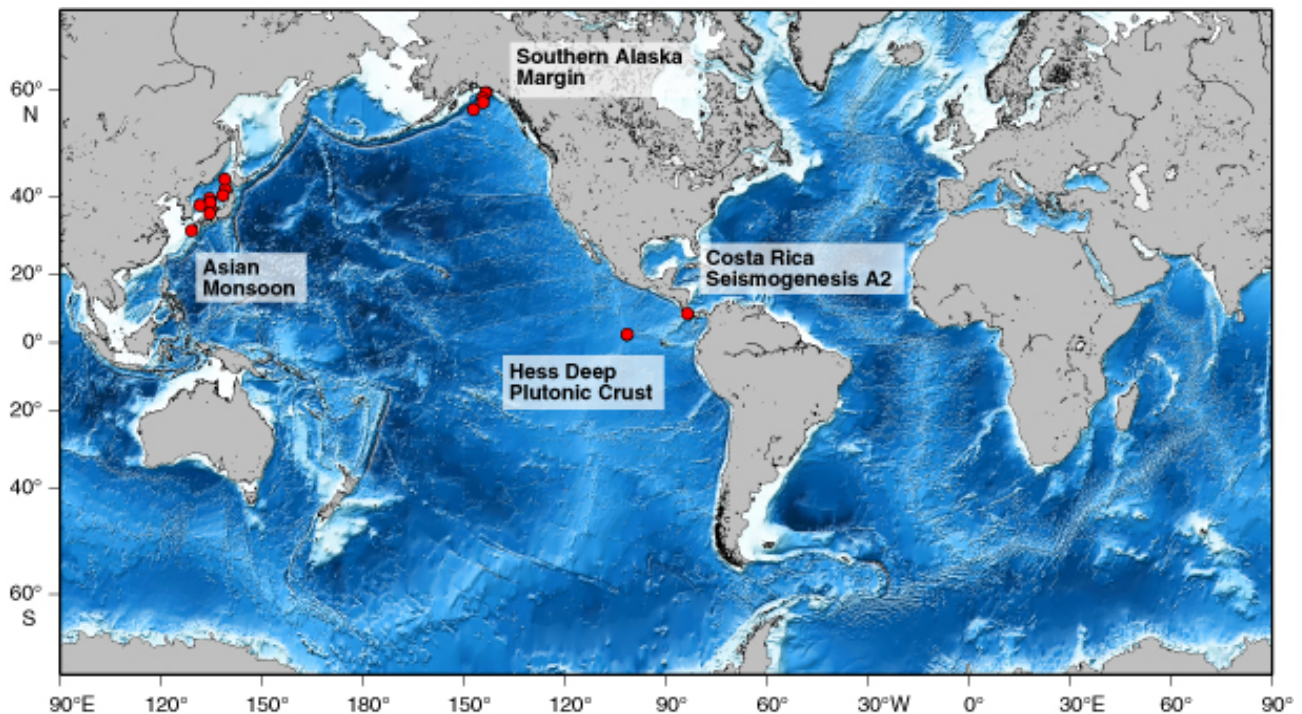 Southern Alaska
Margin
60°
N
40°
Asian
Monsoon
Costa Rica
Seismogenesis A2
20°
0°
Hess Deep
Plutonic Crust
20°
40°
60°
S
90°E 120° 150° 180° 150° 120° 90° 60° 30°W 0° 30°E 60° 90°